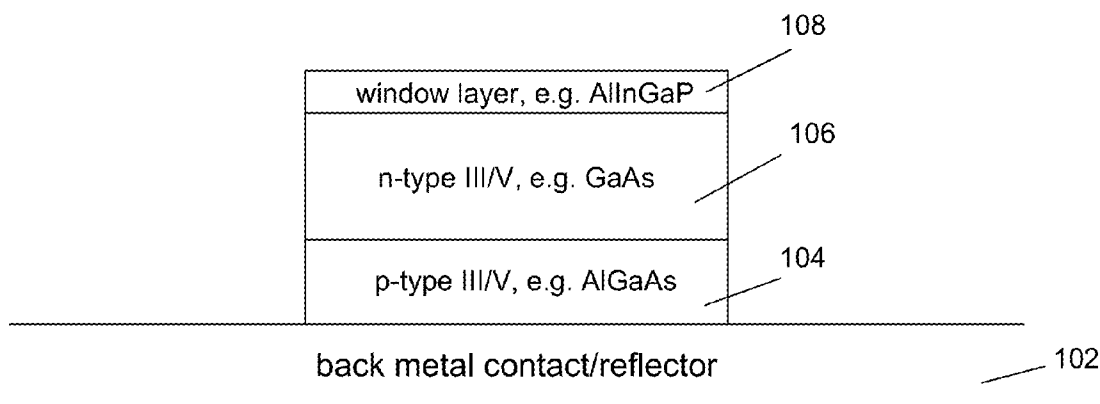 108
window layer, e.g. AlInGaP
106
n-type III/V, e.g. GaAs
104
p-type III/V, e.g. AlGaAs
back metal contact/reflector
102